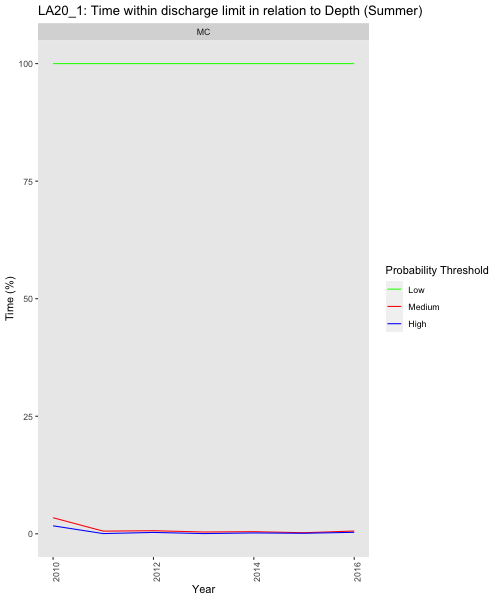 LA20_1: Time within discharge limit in relation to Depth (Summer)
MC
100
75
50
25
0
Time (%)
2010
2012
2014
2016
Year
Probability Threshold
Low
Medium
High